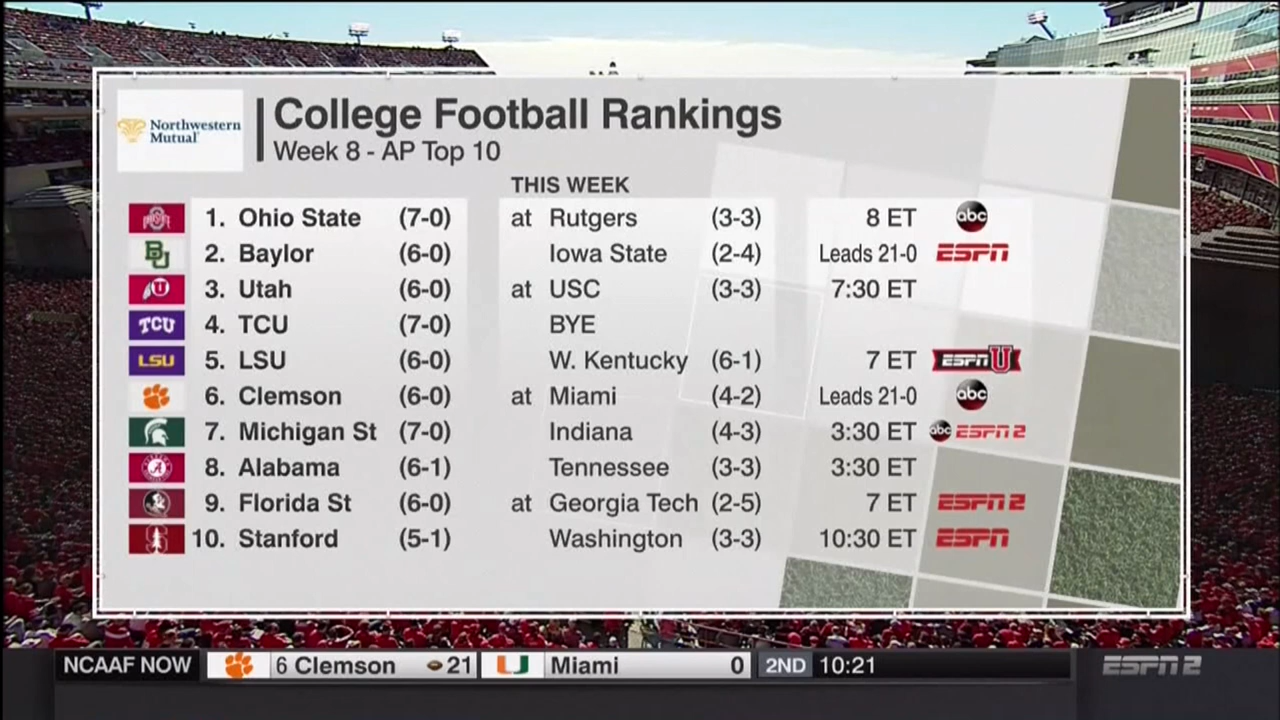 Northwestern
Mutual
College Football Rankings
Week 8 - AP Top 10
THIS WEEK
1. Ohio State (7-0) at Rutgers (3-3) 8 ET abc
BU 2. Baylor (6-0) Iowa State (2-4) Leads 21-0 ESPN
U 3. Utah (6-0) at USC (3-3) 7:30 ET
TCU 4. TCU (7-0) BYE
LSU 5. LSU (6-0) W. Kentucky (6-1) 7 ET ESPNU
6. Clemson (6-0) at Miami (4-2) Leads 21-0 abc
7. Michigan St (7-0) Indiana (4-3) 3:30 ET abc ESPN2
A 8. Alabama (6-1) Tennessee (3-3) 3:30 ET
9. Florida St (6-0) at Georgia Tech (2-5) 7 ET ESPN2
10. Stanford (5-1) Washington (3-3) 10:30 ET ESPN
NCAAF NOW 6 Clemson 21 U Miami 0 2ND 10:21 ESPN2